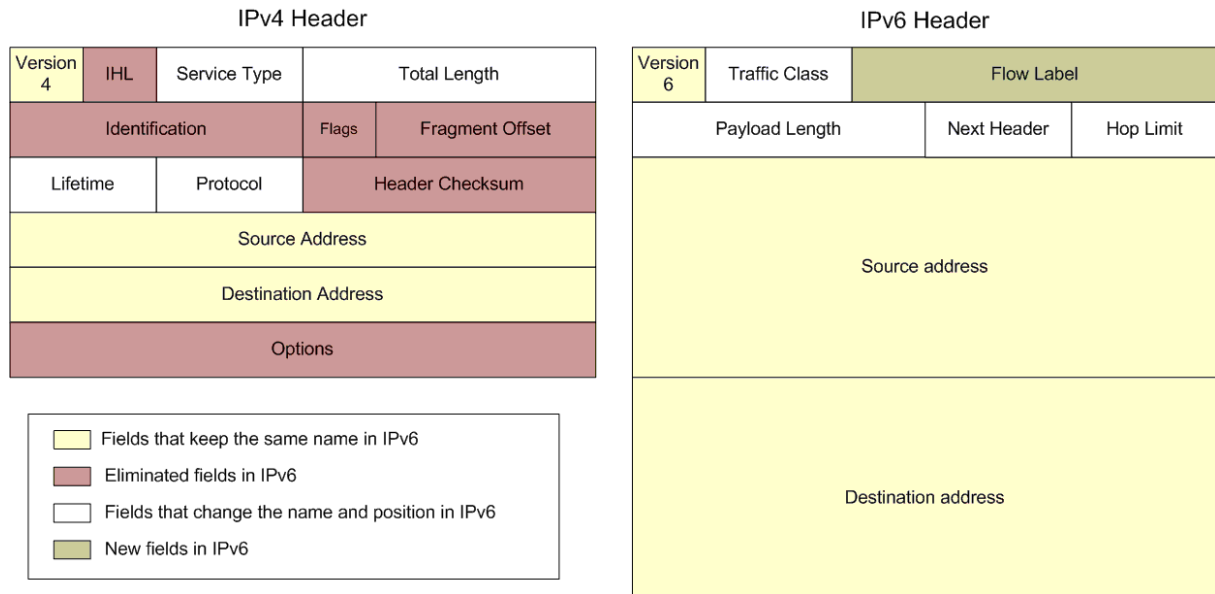 IPv4 Header
Version
4
IHL
Service Type
Total Length
Identification
Flags
Fragment Offset
Lifetime
Protocol
Header Checksum
Source Address
Destination Address
Options
Fields that keep the same name in IPv6
Eliminated fields in IPv6
Fields that change the name and position in IPv6
New fields in IPv6
IPv6 Header
Version
6
Traffic Class
Flow Label
Payload Length
Next Header
Hop Limit
Source address
Destination address